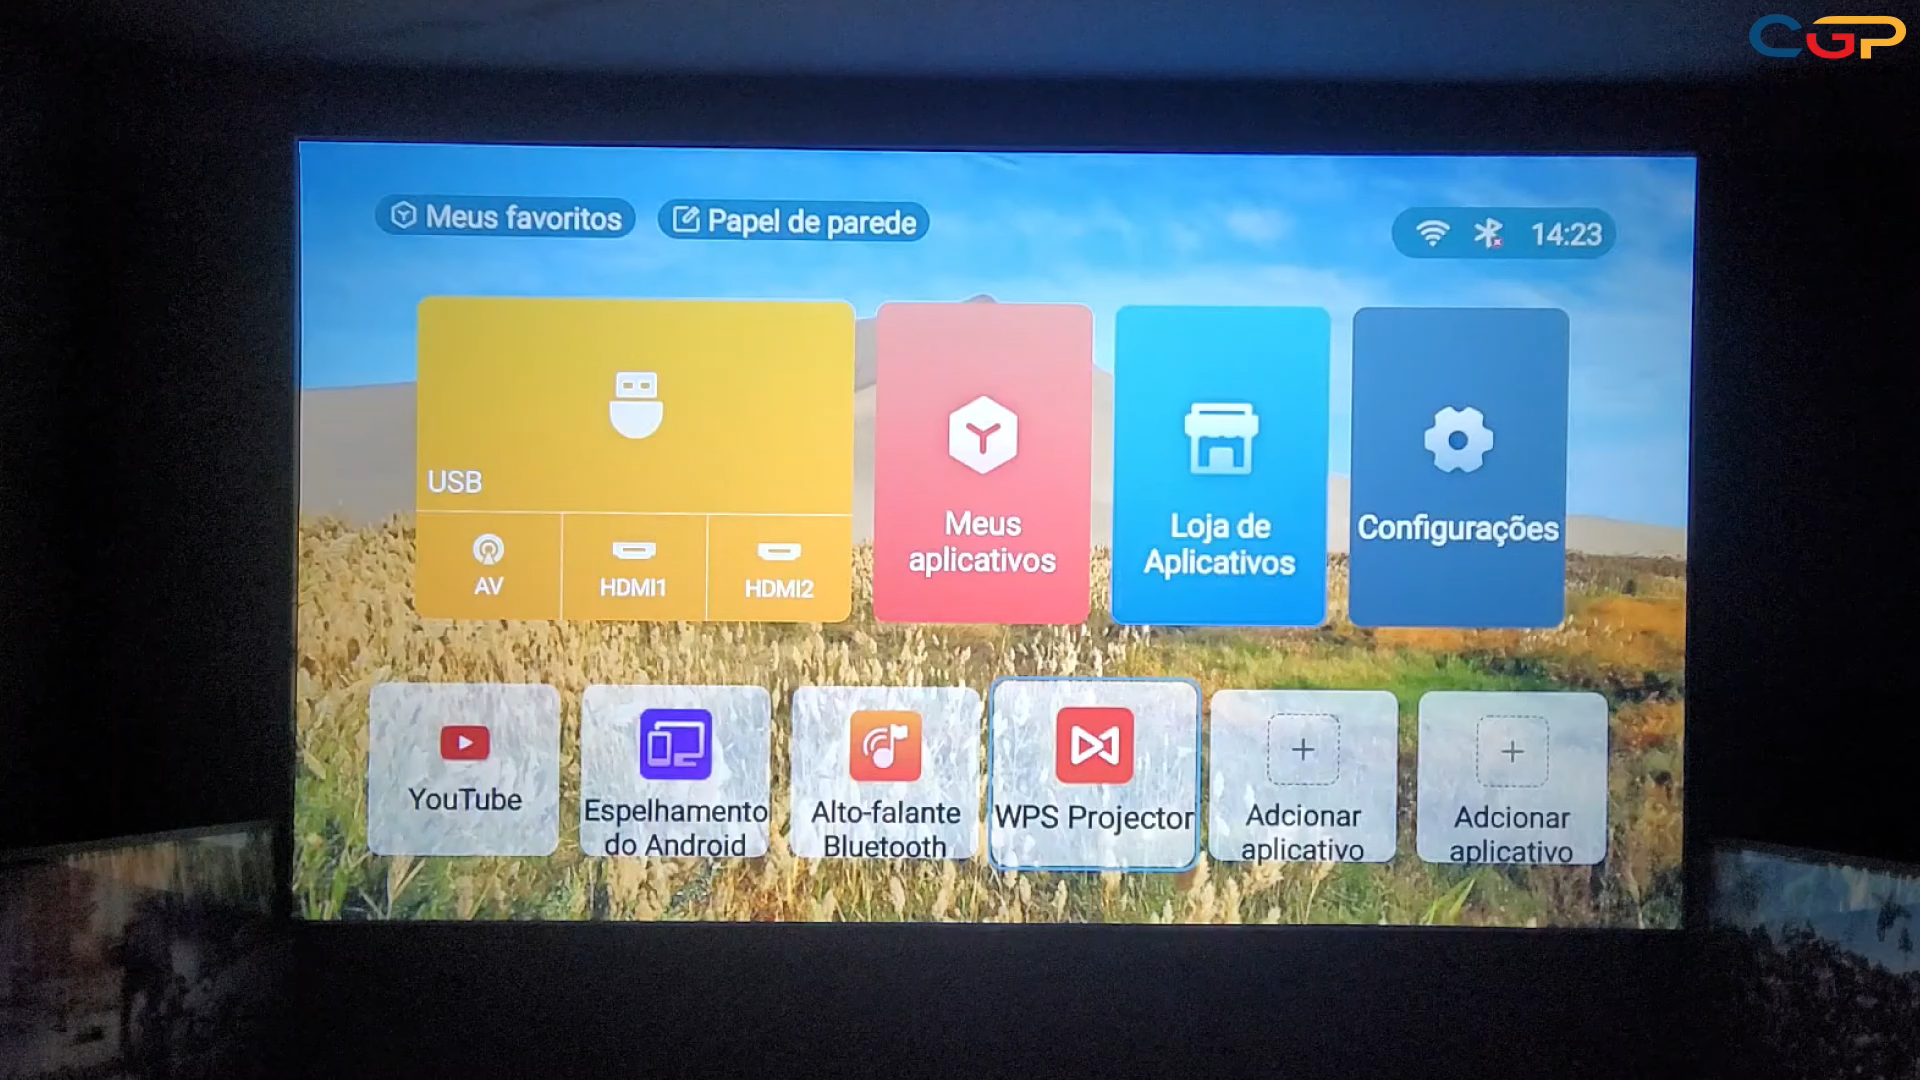 CGP
Meus favoritos
Papel de parede
14:23
USB
AV
HDMI1
HDMI2
Meus
aplicativos
Loja de
Aplicativos
Configurações
YouTube
Espelhamento
do Android
Alto-falante
Bluetooth
WPS Projector
Adcionar
aplicativo
Adcionar
aplicativo